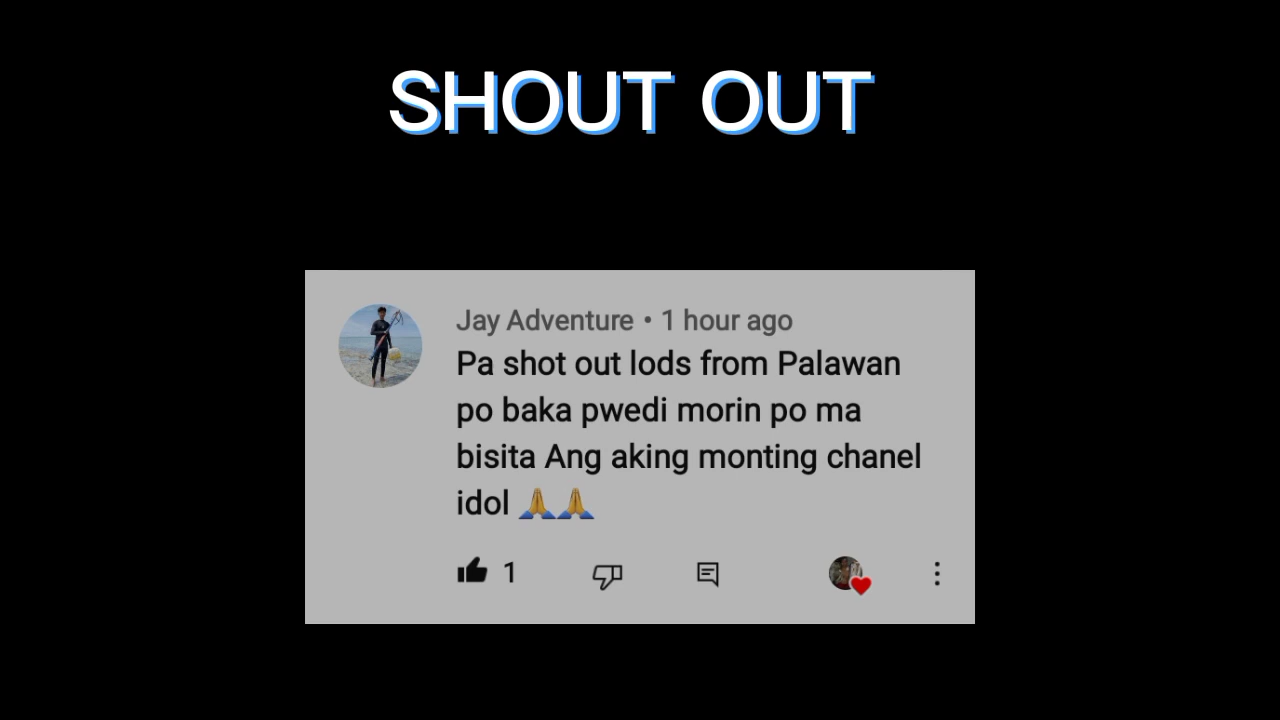 SHOUT OUT
Jay Adventure • 1 hour ago
Pa shot out lods from Palawan
po baka pwedi morin po ma
bisita Ang aking monting chanel
idol 🙏🙏
1